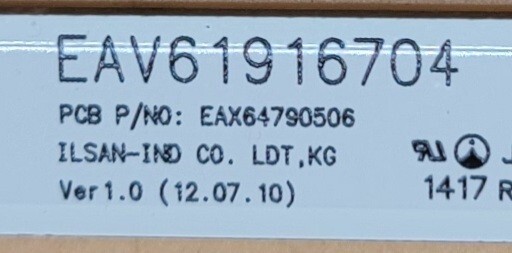 EAV61916704
PCB P/NO: EAX64790506
ILSAN-IND CO. LDT,KG
Ver1.0 (12.07.10)
1417 R